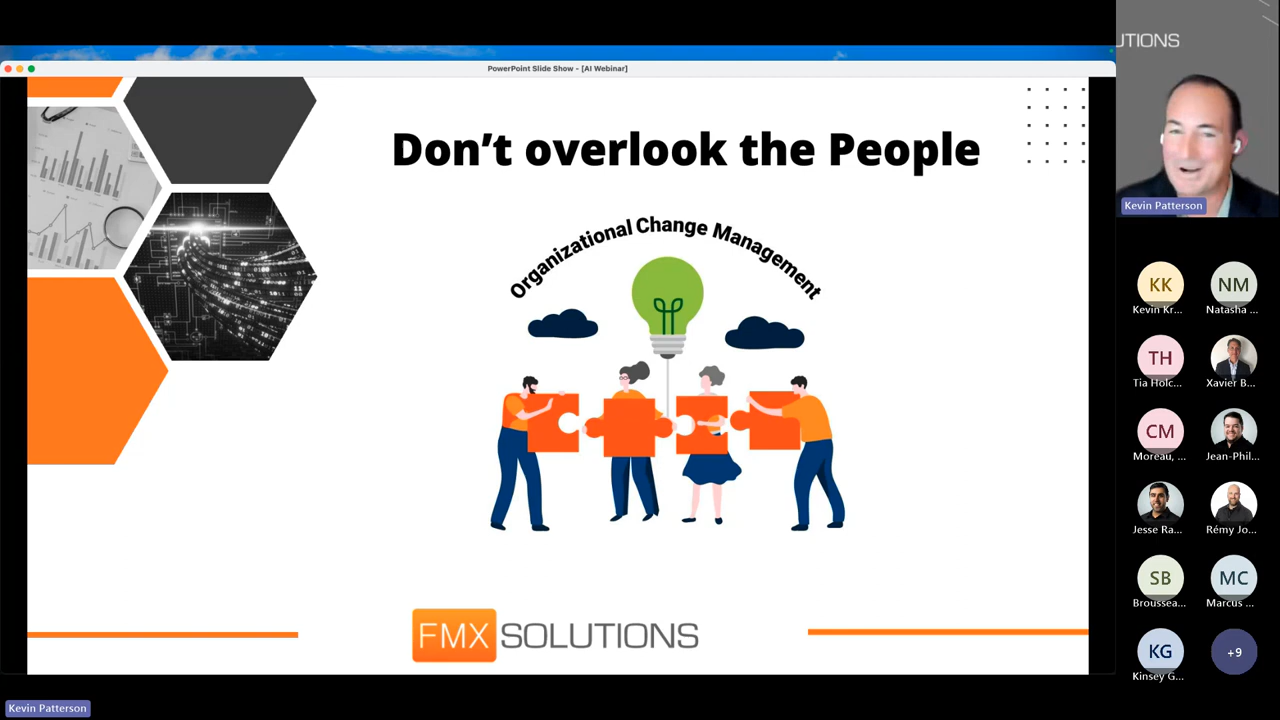 PowerPoint Slide Show - [AI Webinar]
Don't overlook the People
Organizational Change Management
FMX SOLUTIONS
UTIONS
Kevin Patterson
KK
Kevin Kr...
NM
Natasha ...
TH
Tia Holc...
Xavier B...
CM
Moreau, ...
Jean-Phil...
Jesse Ra...
Rémy Jo...
SB
Broussea...
MC
Marcus ...
KG
Kinsey G...
+9
Kevin Patterson